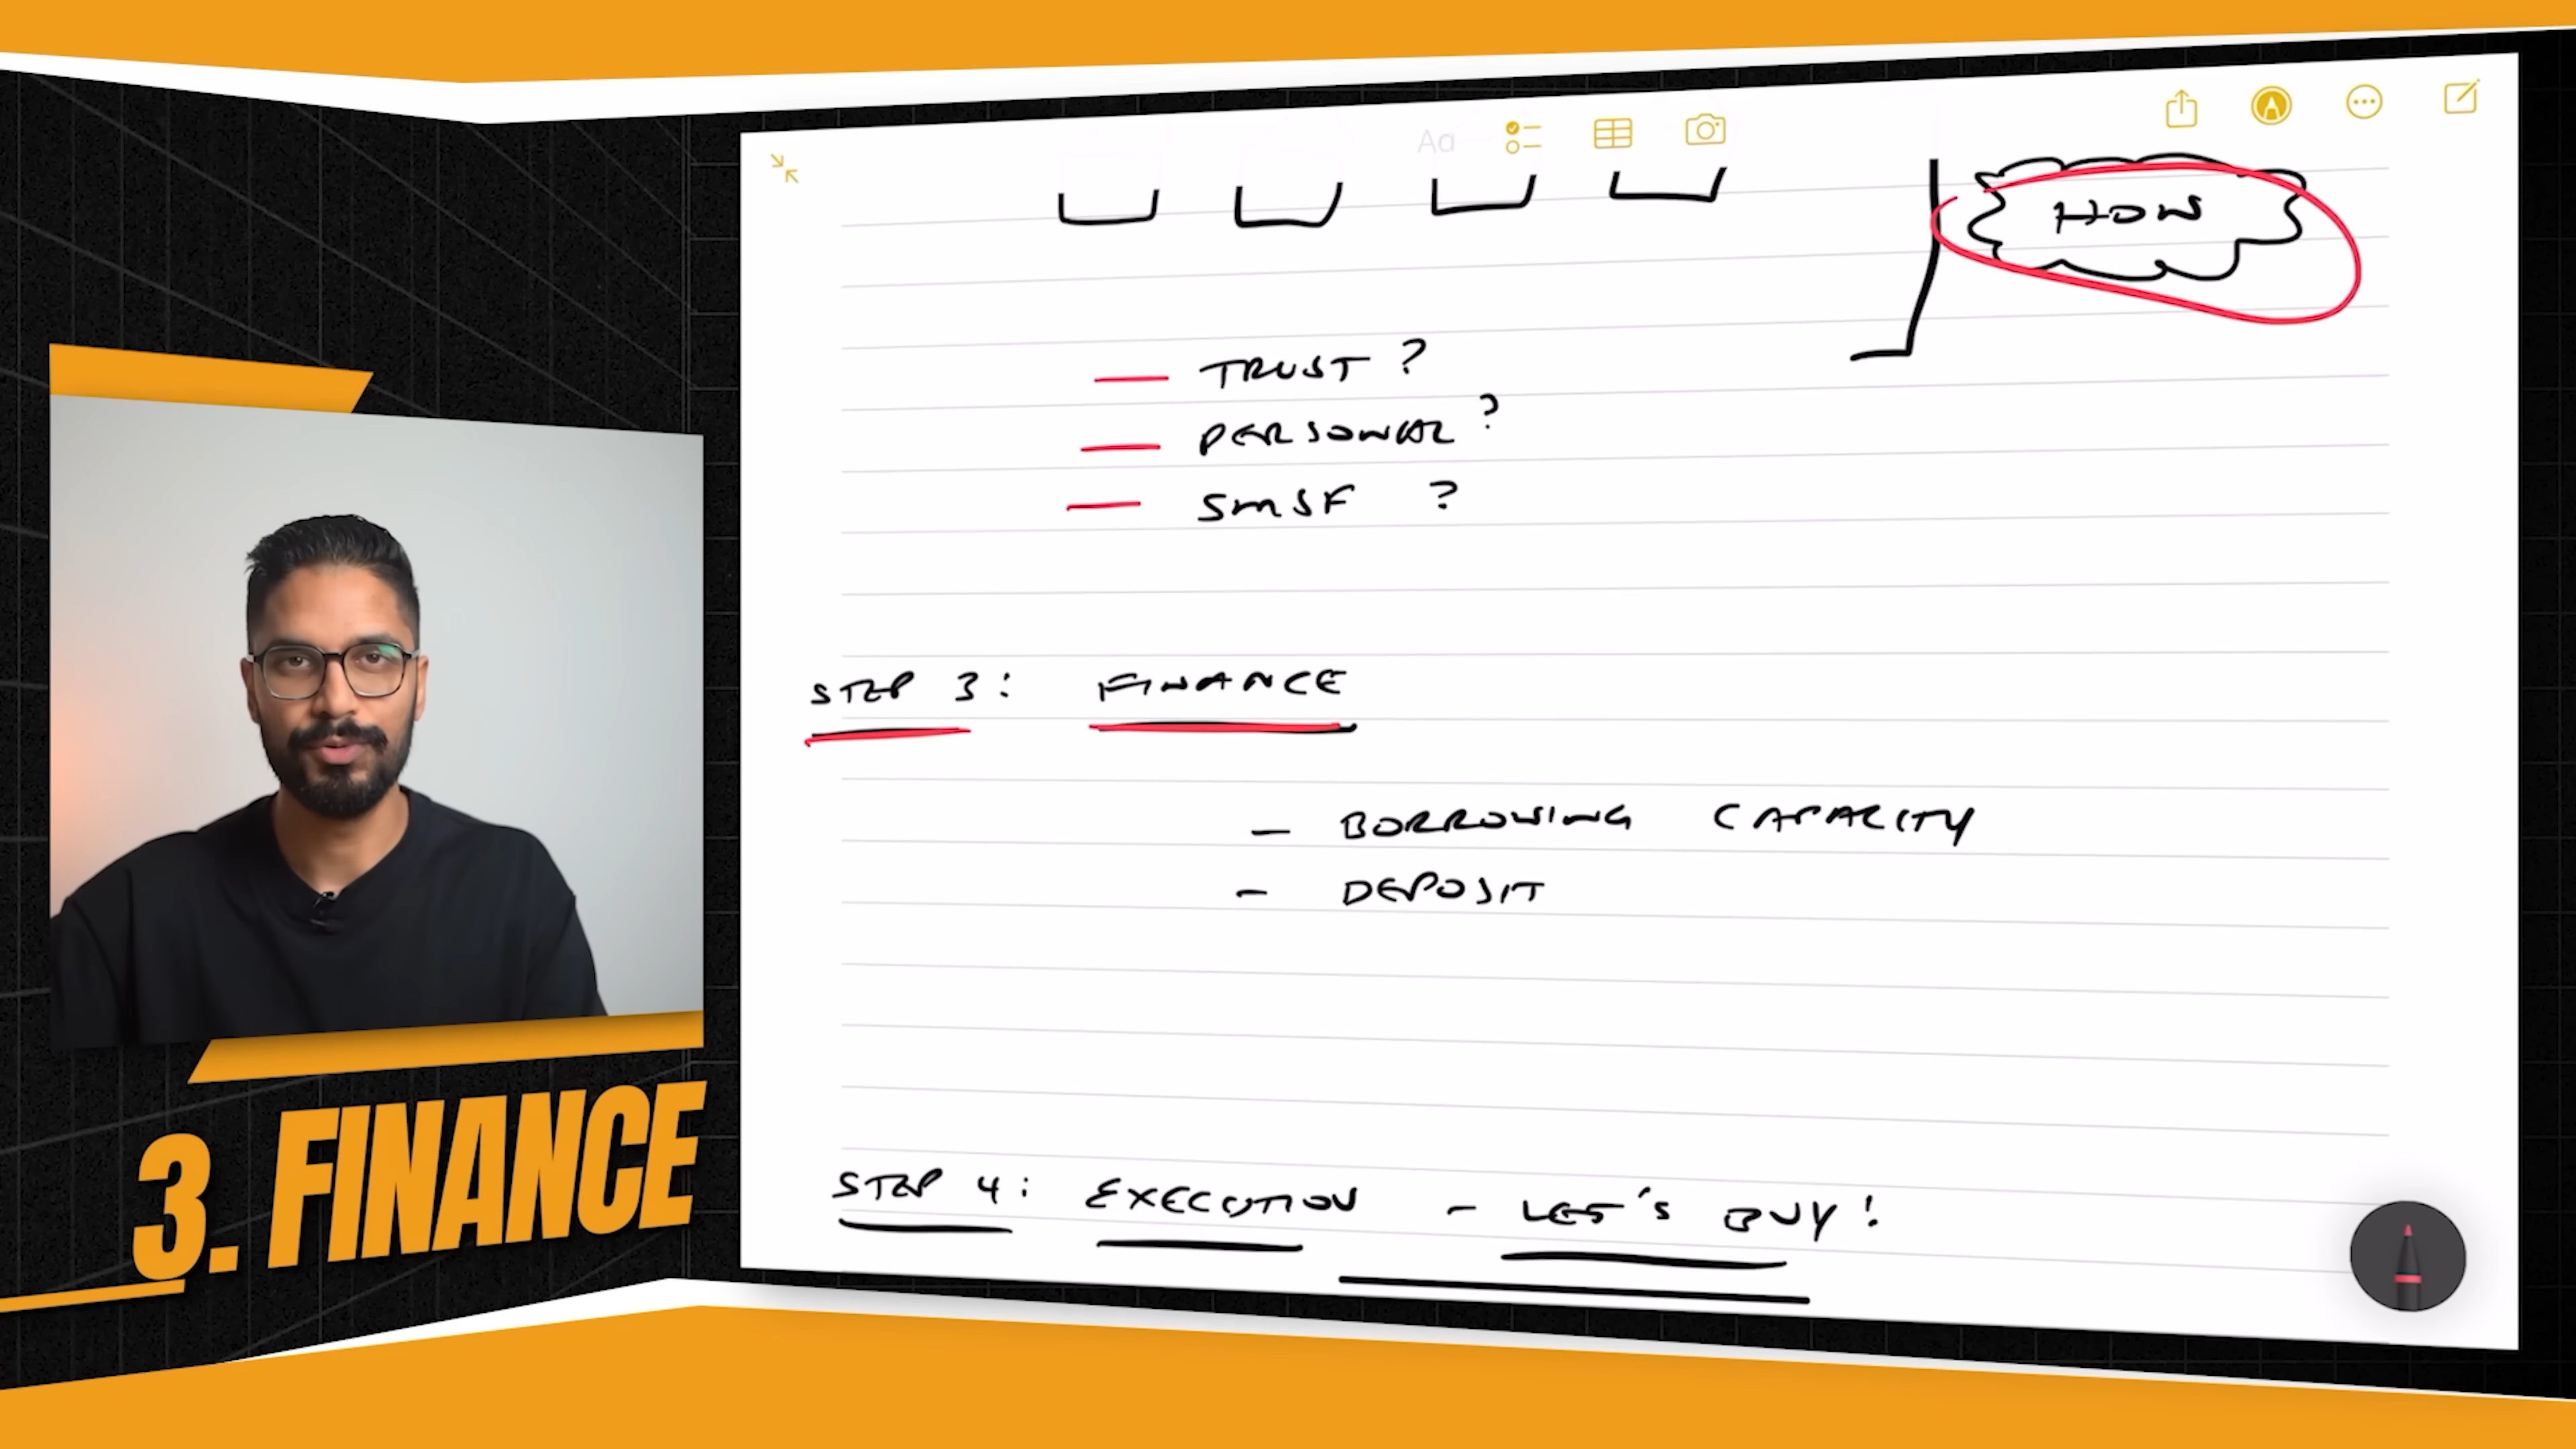 Aa
HOW
— TRUST ?
— PERSONAL ?
— SMSF ?
STEP 3: FINANCE
- BORROWING CAPACITY
- DEPOSIT
STEP 4: EXECUTION - LET'S BUY!
3. FINANCE